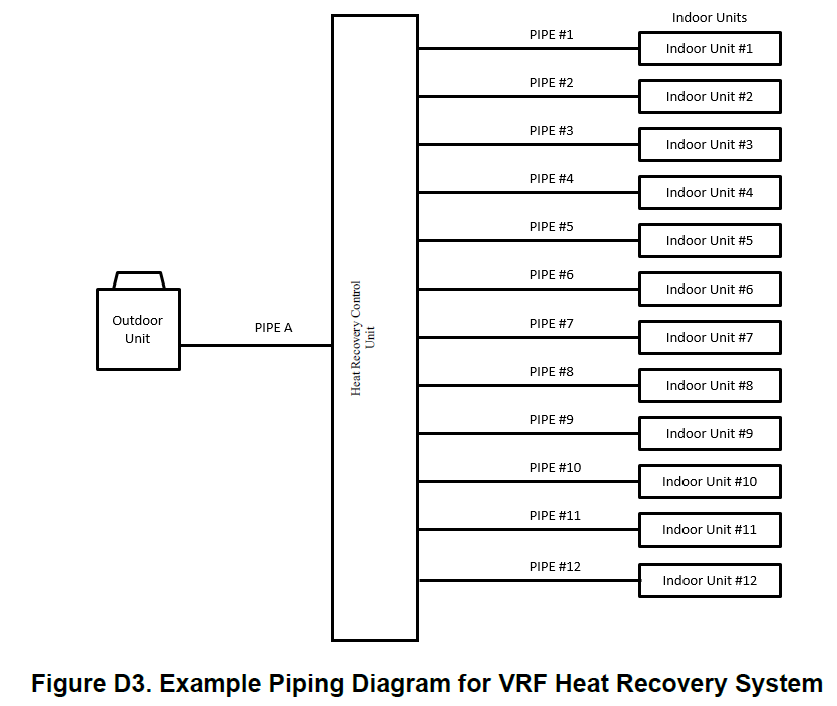 Indoor Units
PIPE #1
Indoor Unit #1
PIPE #2
Indoor Unit #2
PIPE #3
Indoor Unit #3
PIPE #4
Indoor Unit #4
PIPE #5
Indoor Unit #5
PIPE #6
Indoor Unit #6
PIPE #7
Indoor Unit #7
PIPE #8
Indoor Unit #8
PIPE #9
Indoor Unit #9
PIPE #10
Indoor Unit #10
PIPE #11
Indoor Unit #11
PIPE #12
Indoor Unit #12
Outdoor
Unit
PIPE A
Heat Recovery Control
Unit
Figure D3. Example Piping Diagram for VRF Heat Recovery System